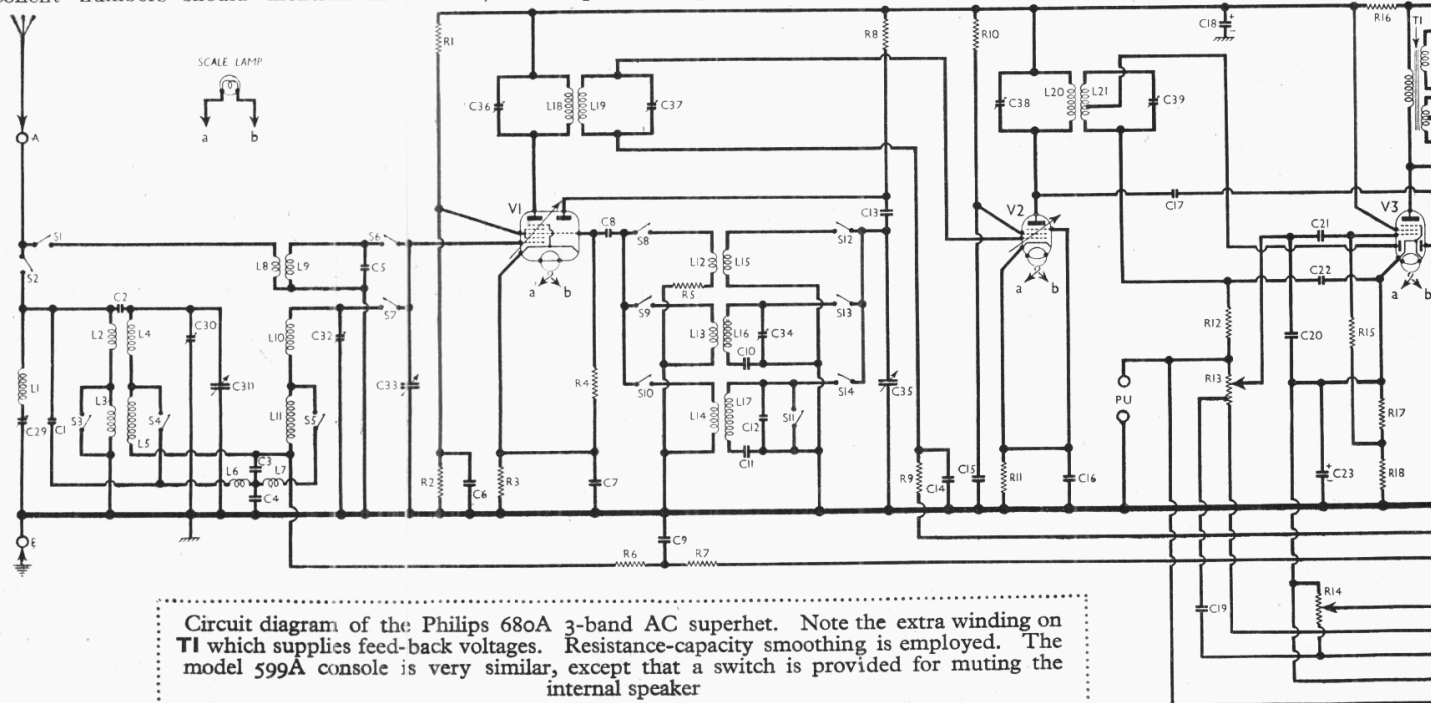 R1
R8
R10
C18
+
−
R16
T1
SCALE LAMP
a b
A
C36 L18 L19 C37
C38 L20 L21 C39
V1
C8
C13
V2
C17
V3
C21
C22
S1
S2
S6
L8 L9
C5
S7
a b
S8
L12 L15
S12
R5
a b
a b
C2
L2 L4
C30
L10
C32
S9
L13 L16
C34
S13
C10
R12
C20
R15
L1
C31
C33
R4
S10
S14
C35
PU
R13
C29
C1
S3
L3
S4
L5
L11
S5
L14
L17
C12
S11
C11
R17
L6
C3
L7
C4
R2
C6
R3
C7
R9
C14
C15
R11
C16
+
−
C23
R18
E
C9
R6
R7
C19
R14
Circuit diagram of the Philips 680A 3-band AC superhet. Note the extra winding on
T1 which supplies feed-back voltages. Resistance-capacity smoothing is employed. The
model 599A console is very similar, except that a switch is provided for muting the
internal speaker